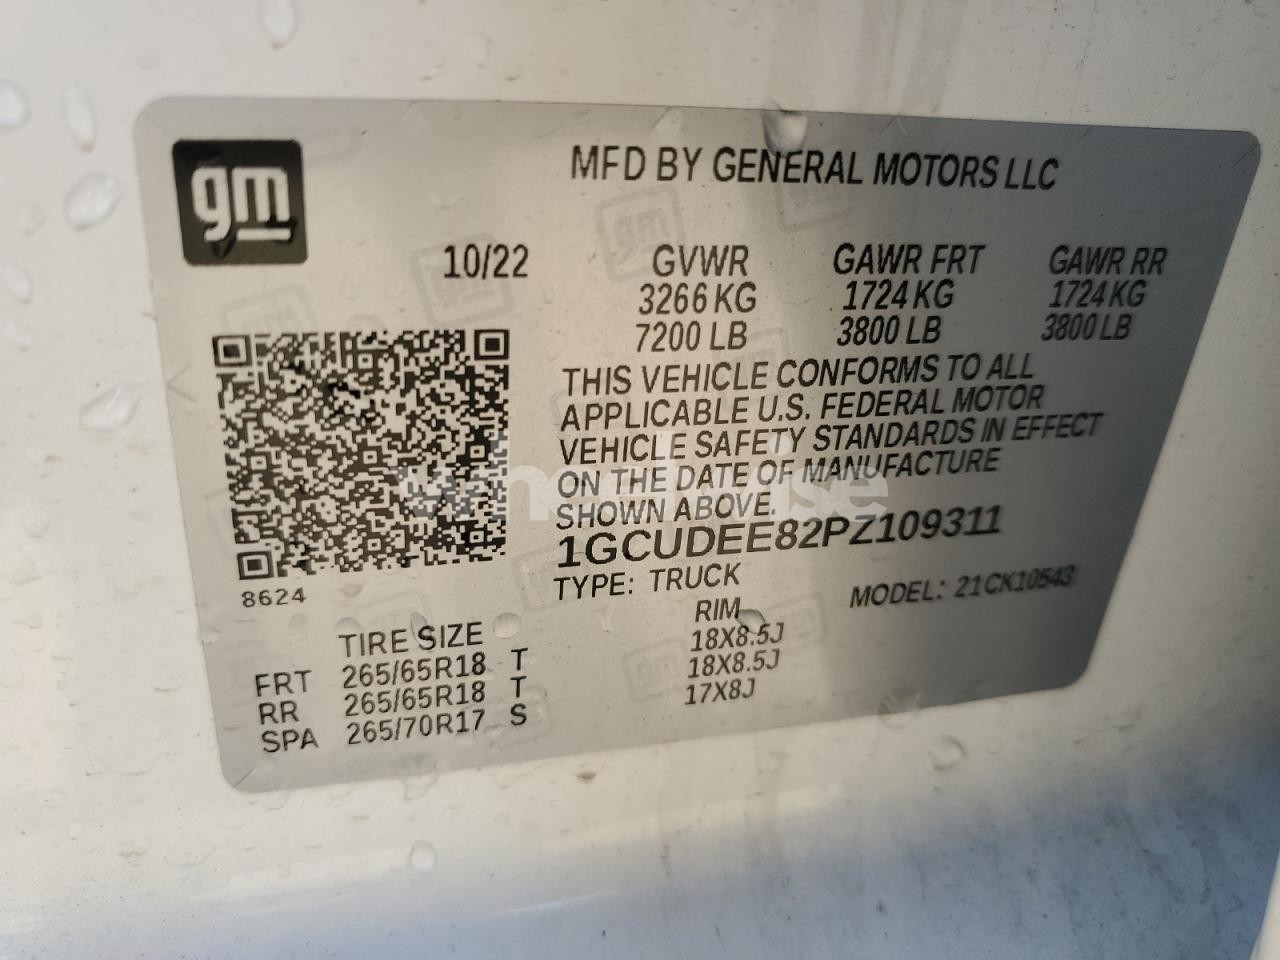 gm
MFD BY GENERAL MOTORS LLC
10/22
GVWR GAWR FRT GAWR RR
3266 KG 1724 KG 1724 KG
7200 LB 3800 LB 3800 LB
THIS VEHICLE CONFORMS TO ALL
APPLICABLE U.S. FEDERAL MOTOR
VEHICLE SAFETY STANDARDS IN EFFECT
ON THE DATE OF MANUFACTURE
SHOWN ABOVE.
1GCUDEE82PZ109311
TYPE: TRUCK MODEL: 21CK10543
8624
TIRE SIZE RIM
FRT 265/65R18 T 18X8.5J
RR 265/65R18 T 18X8.5J
SPA 265/70R17 S 17X8J